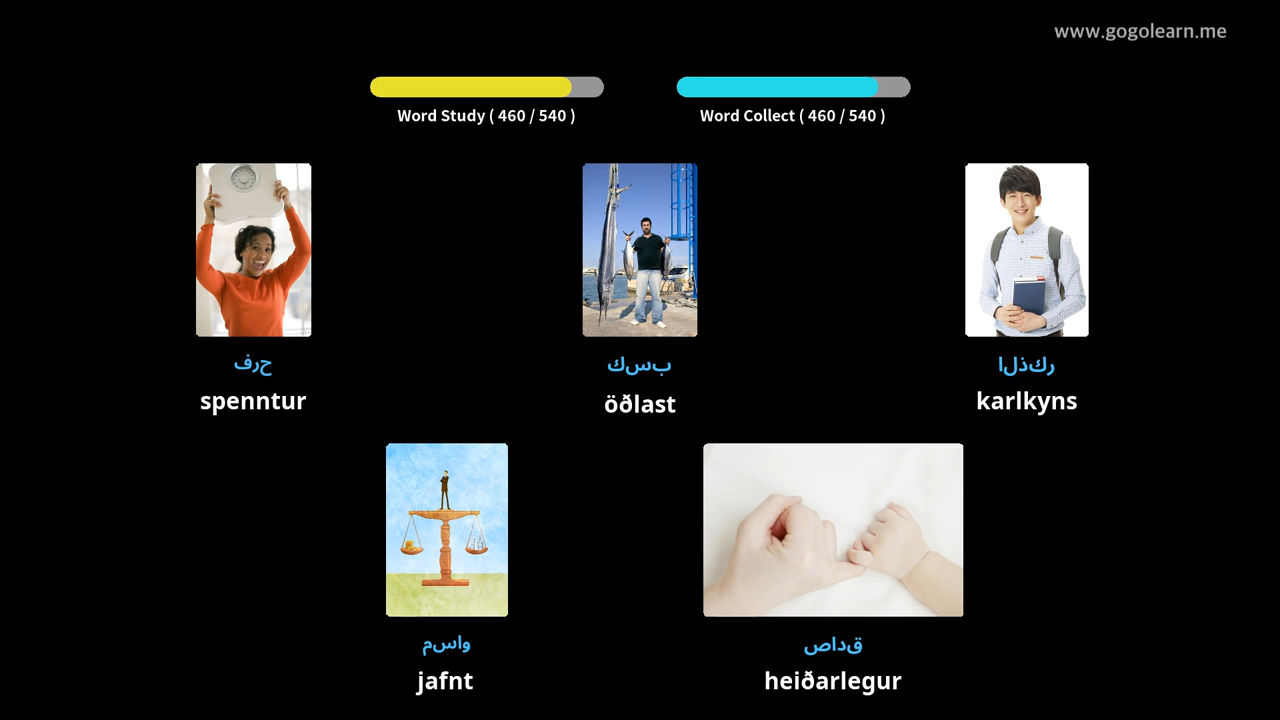 www.gogolearn.me
Word Study ( 460 / 540 )
Word Collect ( 460 / 540 )
حرف
spenntur
بسك
öðlast
ركذلا
karlkyns
واسم
jafnt
قداص
heiðarlegur